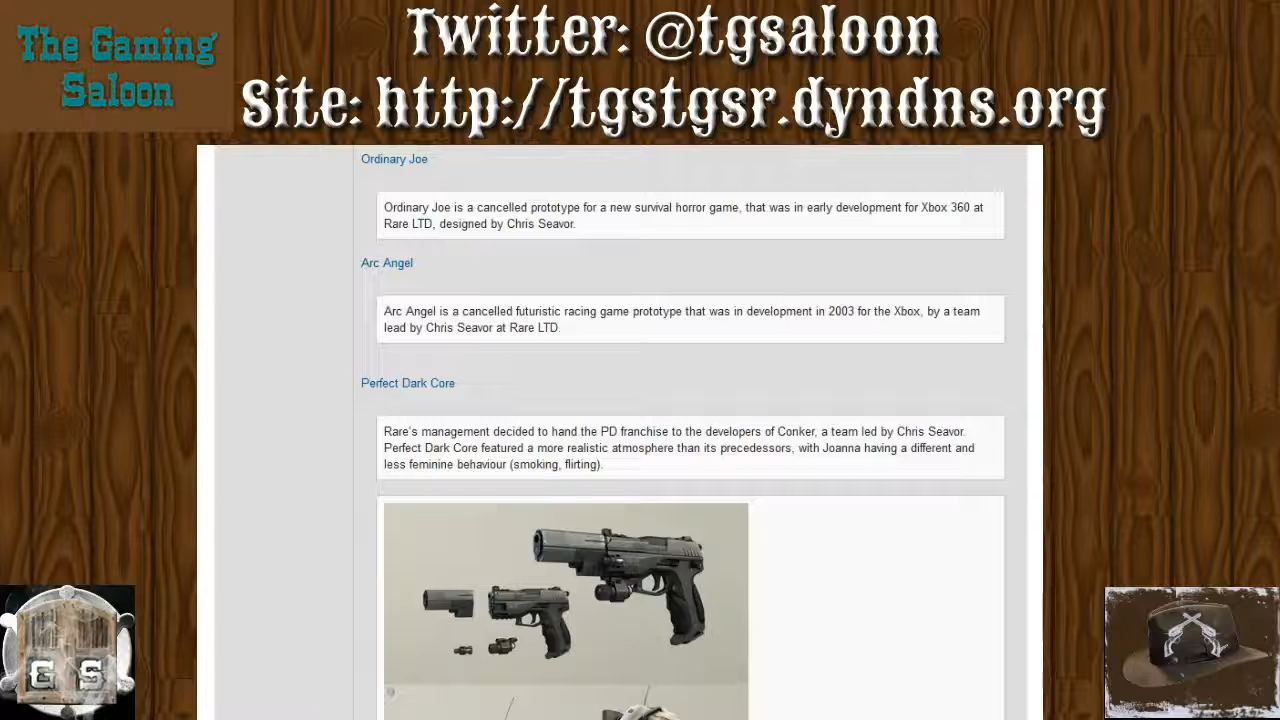 The Gaming
Saloon
Twitter: @tgsaloon
Site: http://tgstgsr.dyndns.org
Ordinary Joe
Ordinary Joe is a cancelled prototype for a new survival horror game, that was in early development for Xbox 360 at
Rare LTD, designed by Chris Seavor.
Arc Angel
Arc Angel is a cancelled futuristic racing game prototype that was in development in 2003 for the Xbox, by a team
lead by Chris Seavor at Rare LTD.
Perfect Dark Core
Rare's management decided to hand the PD franchise to the developers of Conker, a team led by Chris Seavor.
Perfect Dark Core featured a more realistic atmosphere than its precedessors, with Joanna having a different and
less feminine behaviour (smoking, flirting).
G S